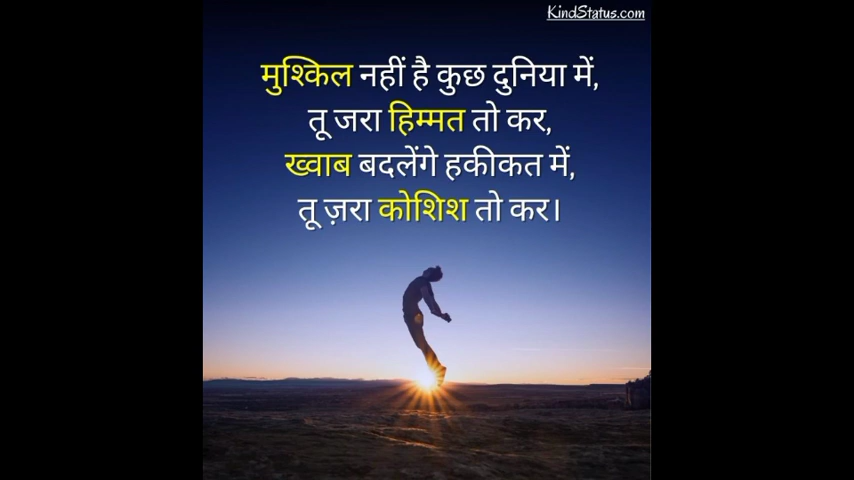 KindStatus.com
मुश्किल नहीं है कुछ दुनिया में,
तू जरा हिम्मत तो कर,
ख्वाब बदलेंगे हकीकत में,
तू ज़रा कोशिश तो कर।